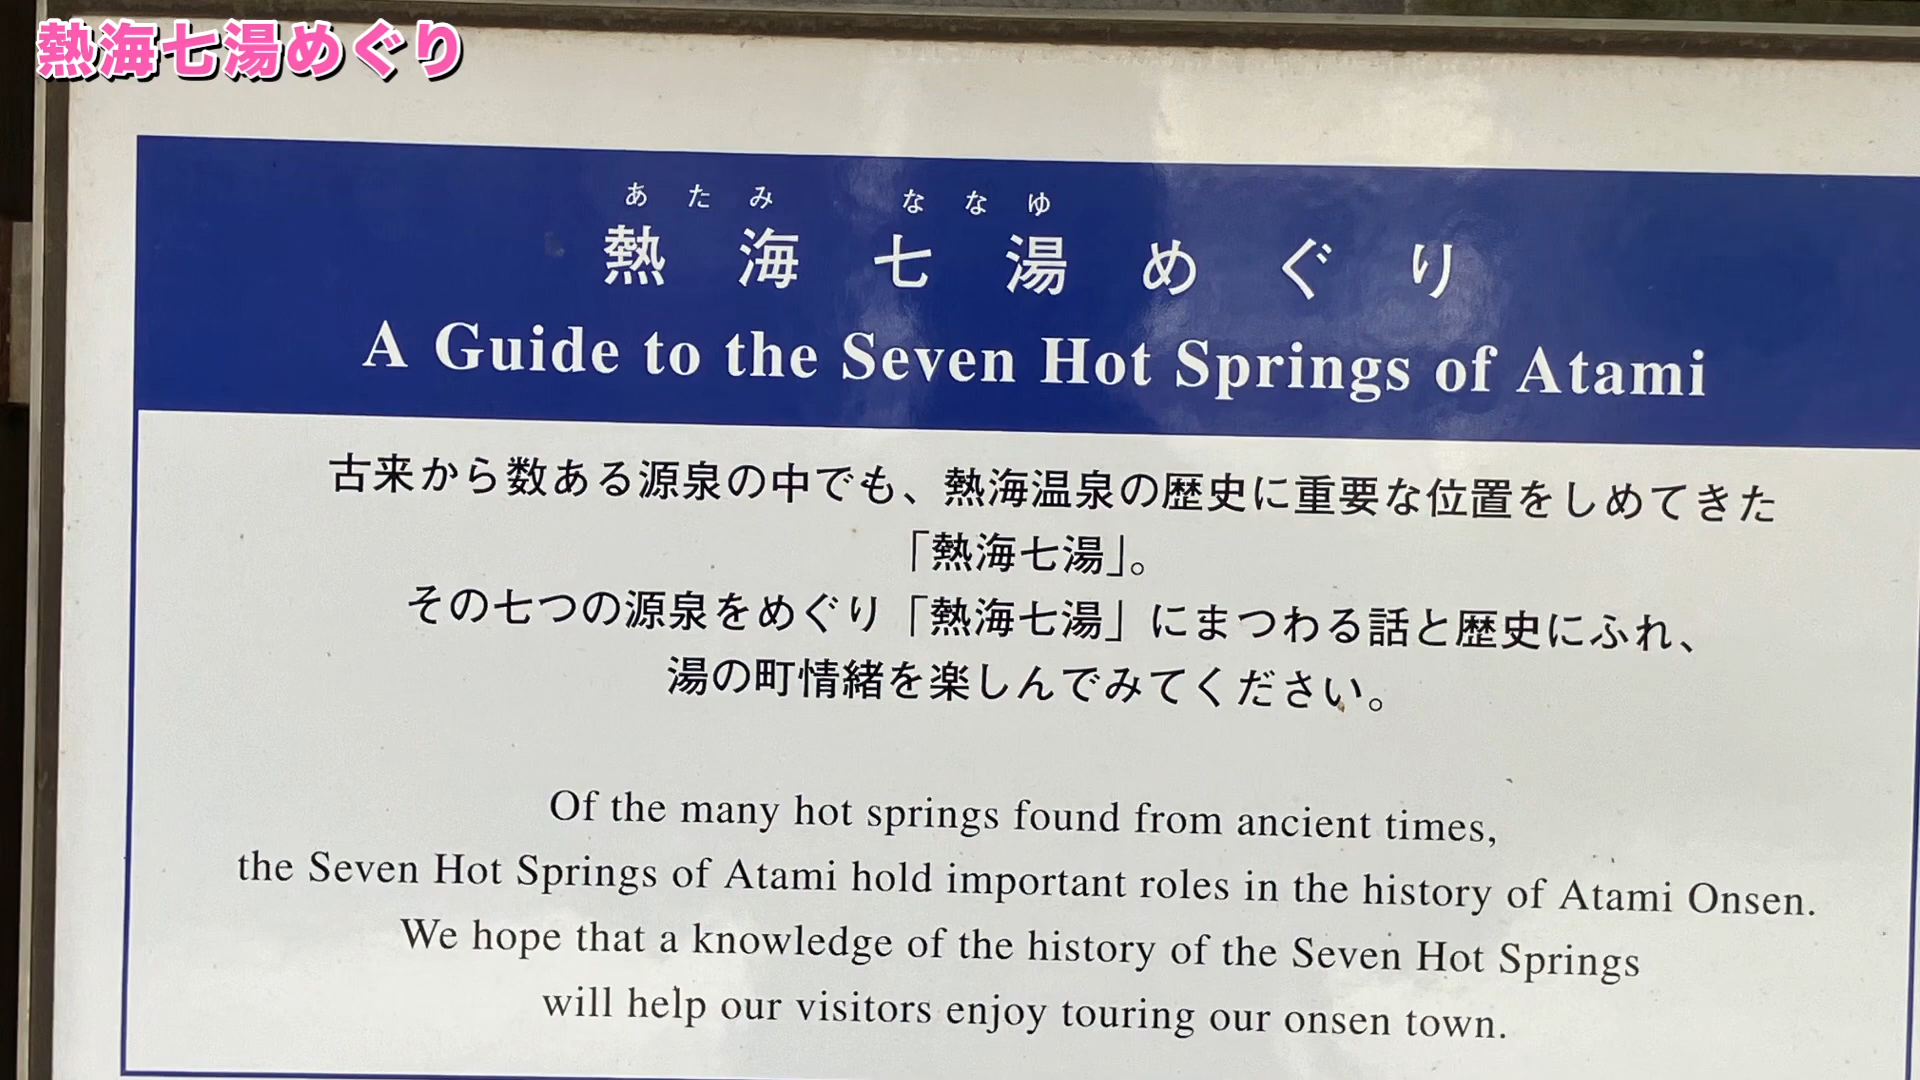 熱海七湯めぐり
あたみ ななゆ
熱海七湯めぐり
A Guide to the Seven Hot Springs of Atami
古来から数ある源泉の中でも、熱海温泉の歴史に重要な位置をしめてきた
「熱海七湯」。
その七つの源泉をめぐり「熱海七湯」にまつわる話と歴史にふれ、
湯の町情緒を楽しんでみてください。
Of the many hot springs found from ancient times,
the Seven Hot Springs of Atami hold important roles in the history of Atami Onsen.
We hope that a knowledge of the history of the Seven Hot Springs
will help our visitors enjoy touring our onsen town.